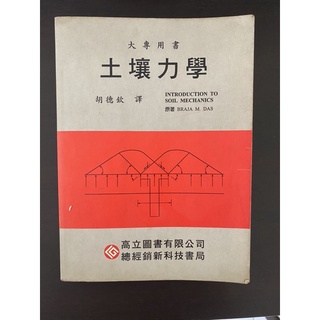 大專用書
土壤力學
胡德欽 譯
INTRODUCTION TO
SOIL MECHANICS
原著 BRAJA M. DAS
高立圖書有限公司
總經銷新科技書局